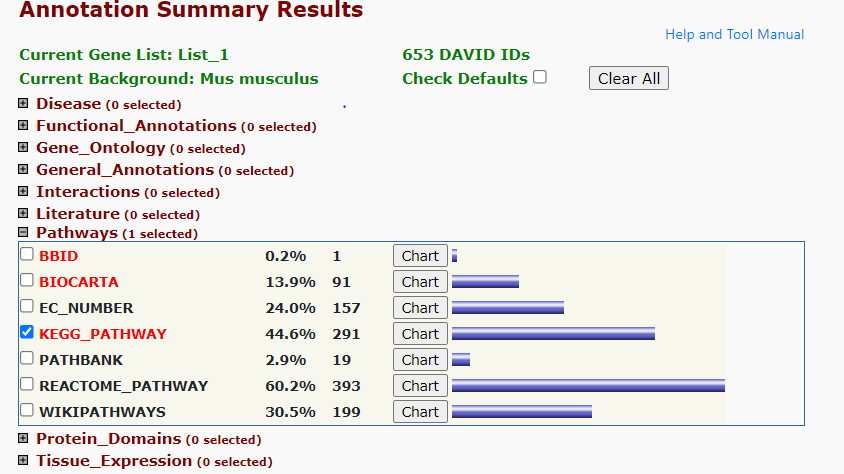 Annotation Summary Results
Help and Tool Manual
Current Gene List: List_1 653 DAVID IDs
Current Background: Mus musculus Check Defaults Clear All
Disease (0 selected)
Functional_Annotations (0 selected)
Gene_Ontology (0 selected)
General_Annotations (0 selected)
Interactions (0 selected)
Literature (0 selected)
Pathways (1 selected)
BBID 0.2% 1 Chart
BIOCARTA 13.9% 91 Chart
EC_NUMBER 24.0% 157 Chart
KEGG_PATHWAY 44.6% 291 Chart
PATHBANK 2.9% 19 Chart
REACTOME_PATHWAY 60.2% 393 Chart
WIKIPATHWAYS 30.5% 199 Chart
Protein_Domains (0 selected)
Tissue_Expression (0 selected)